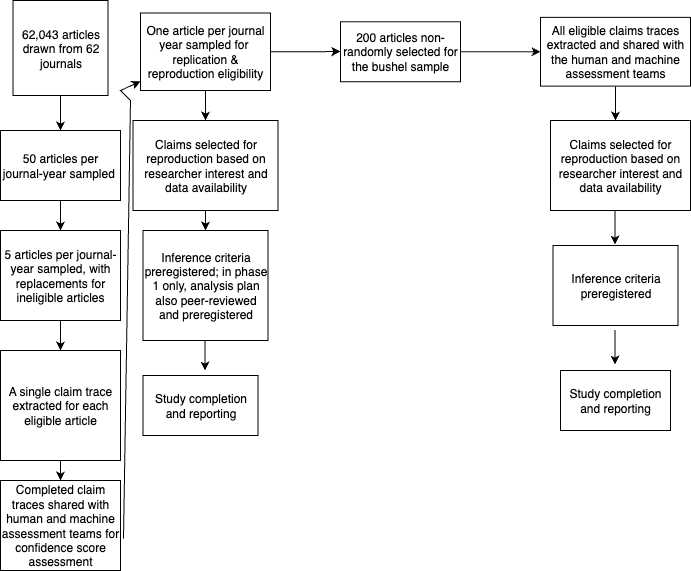 62,043 articles
drawn from 62
journals
50 articles per
journal-year sampled
5 articles per journal-
year sampled, with
replacements for
ineligible articles
A single claim trace
extracted for each
eligible article
Completed claim
traces shared with
human and machine
assessment teams for
confidence score
assessment
One article per journal
year sampled for
replication &
reproduction eligibility
Claims selected for
reproduction based on
researcher interest and
data availability
Inference criteria
preregistered; in phase
1 only, analysis plan
also peer-reviewed
and preregistered
Study completion
and reporting
200 articles non-
randomly selected for
the bushel sample
All eligible claims traces
extracted and shared with
the human and machine
assessment teams
Claims selected for
reproduction based on
researcher interest and
data availability
Inference criteria
preregistered
Study completion
and reporting